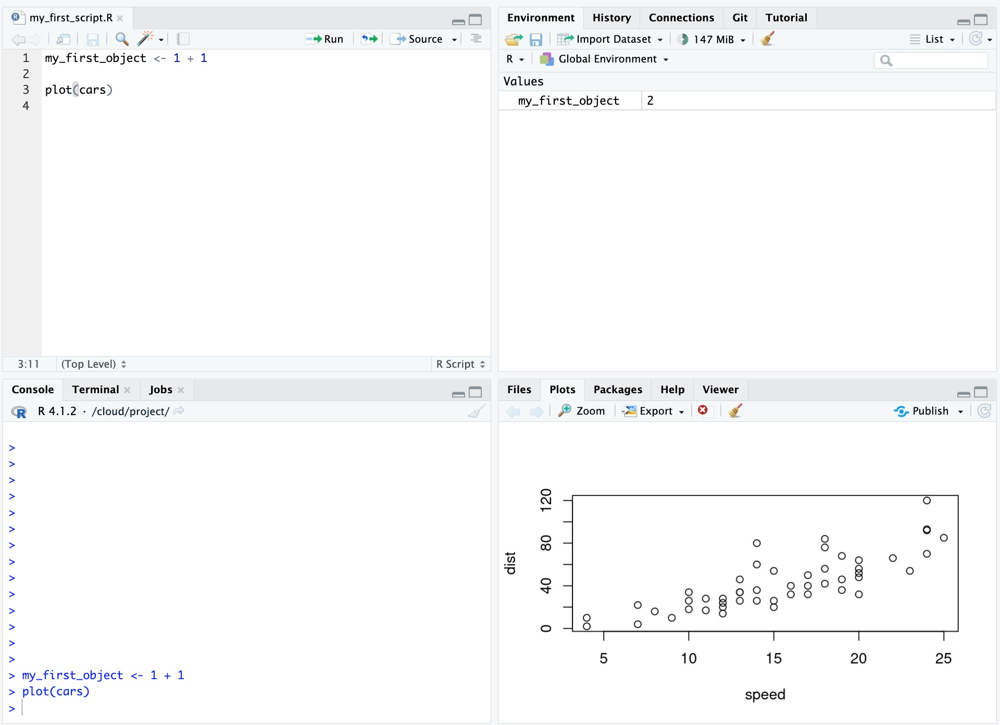 my_first_script.R
Run
Source
1 my_first_object <- 1 + 1
2
3 plot(cars)
4
3:11 (Top Level) R Script
Environment History Connections Git Tutorial
Import Dataset 147 MiB List
R Global Environment
Values
my_first_object 2
Console Terminal Jobs
R 4.1.2 · /cloud/project/
>
>
>
>
>
>
>
>
>
>
>
>
>
>
> my_first_object <- 1 + 1
> plot(cars)
>
Files Plots Packages Help Viewer
Zoom Export Publish
dist
120
80
40
0
5 10 15 20 25
speed